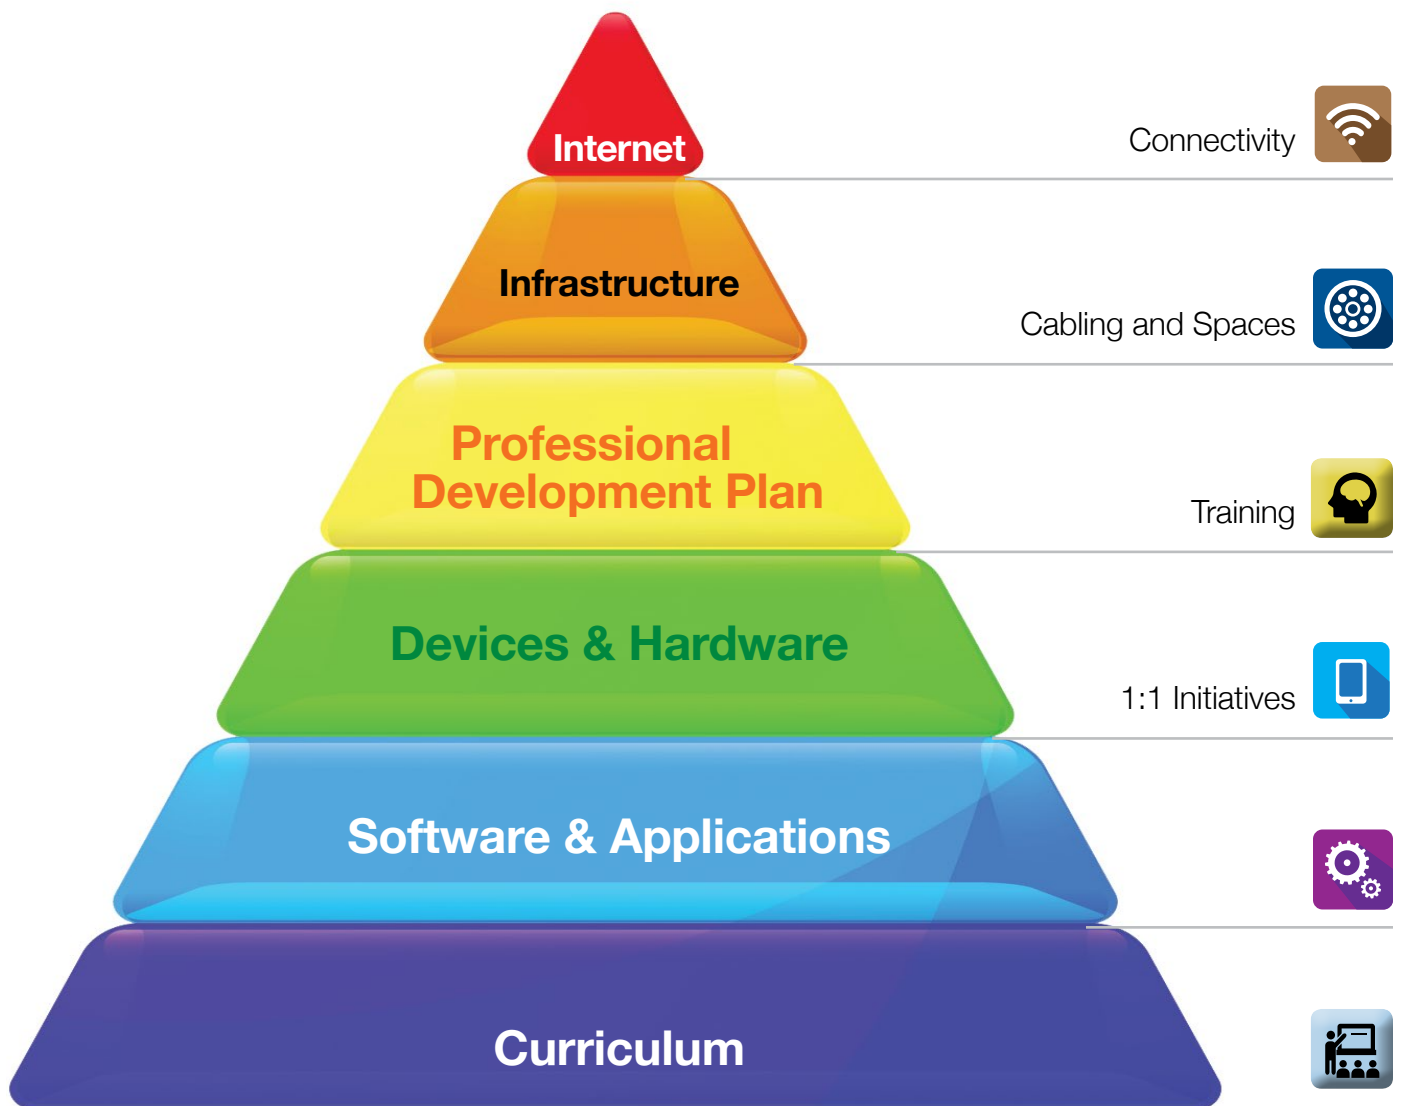 Internet
Connectivity
Infrastructure
Cabling and Spaces
Professional
Development Plan
Training
Devices & Hardware
1:1 Initiatives
Software & Applications
Curriculum